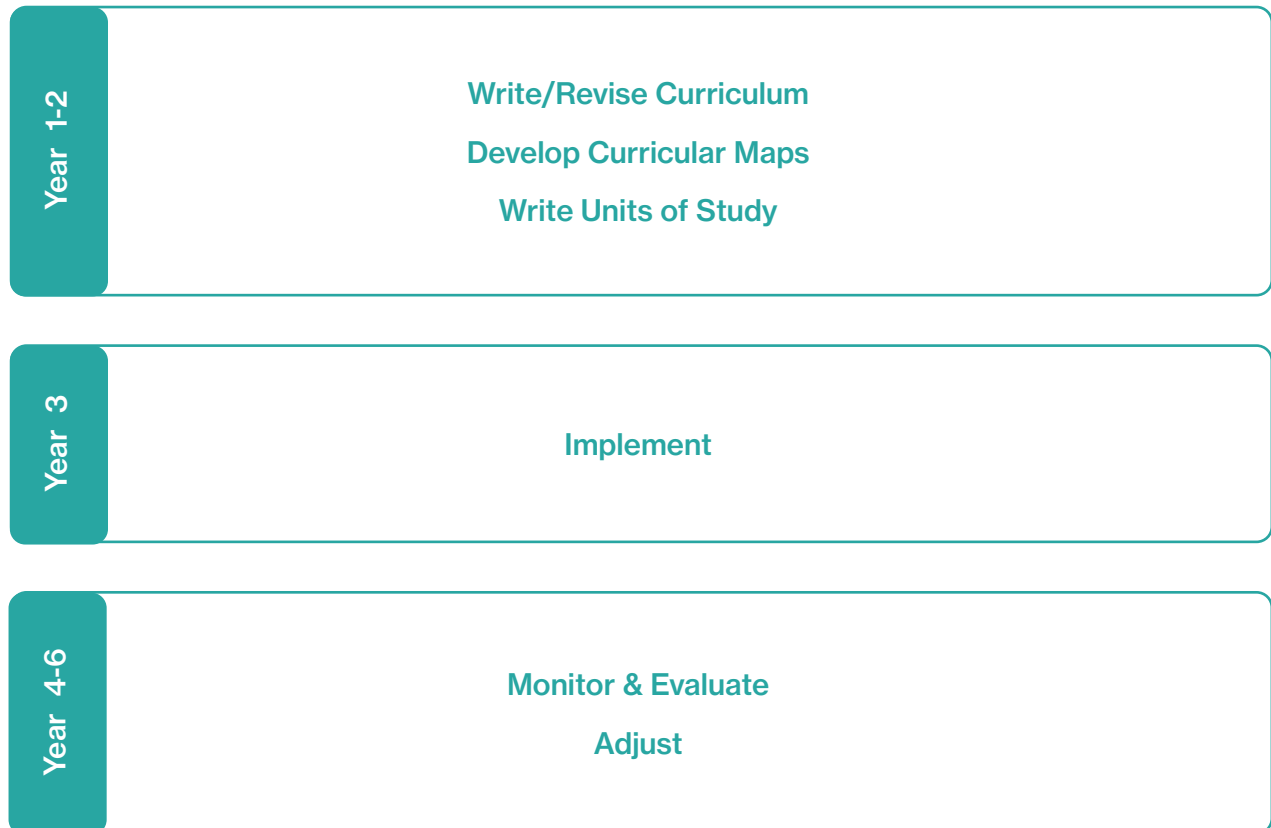 Year 1-2
Write/Revise Curriculum
Develop Curricular Maps
Write Units of Study
Year 3
Implement
Year 4-6
Monitor & Evaluate
Adjust